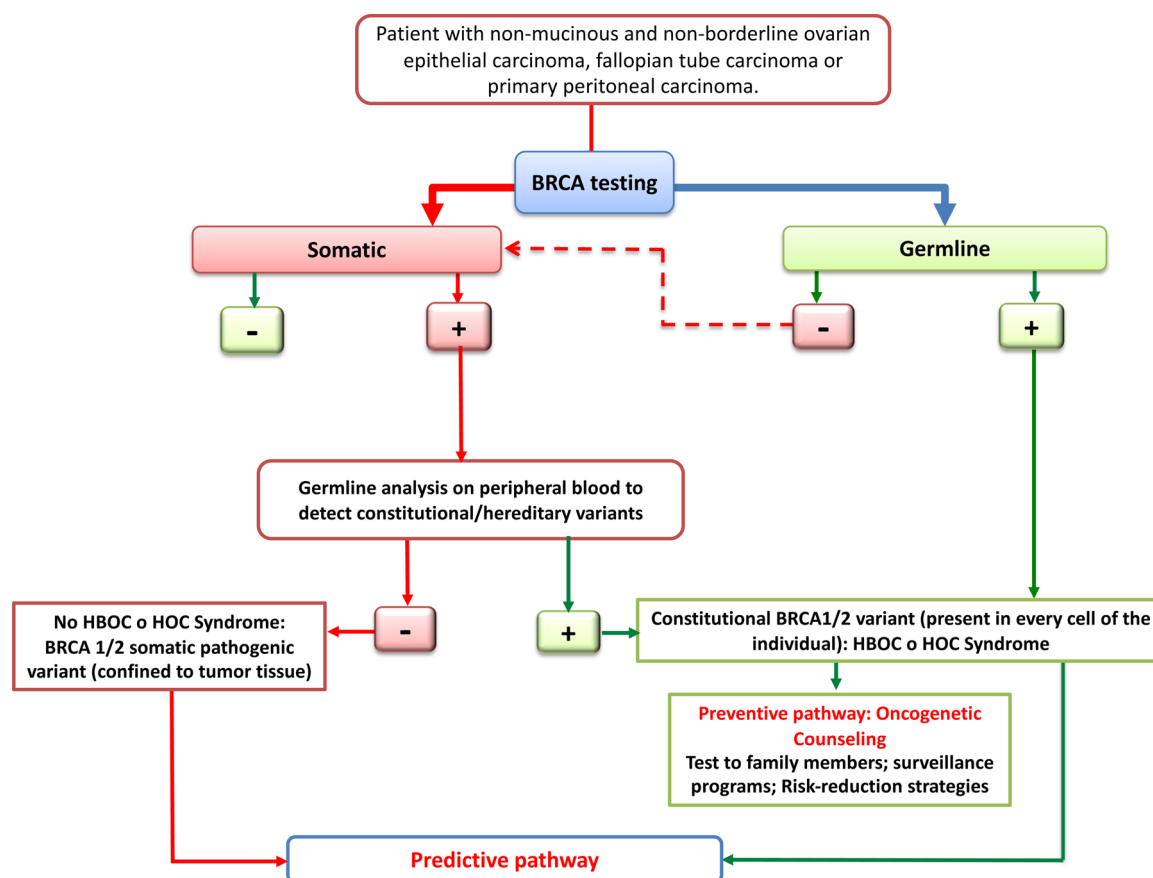 Patient with non-mucinous and non-borderline ovarian
epithelial carcinoma, fallopian tube carcinoma or
primary peritoneal carcinoma.
BRCA testing
Somatic
Germline
-
+
-
+
Germline analysis on peripheral blood to
detect constitutional/hereditary variants
No HBOC o HOC Syndrome:
BRCA 1/2 somatic pathogenic
variant (confined to tumor tissue)
-
+
Constitutional BRCA1/2 variant (present in every cell of the
individual): HBOC o HOC Syndrome
Preventive pathway: Oncogenetic
Counseling
Test to family members; surveillance
programs; Risk-reduction strategies
Predictive pathway